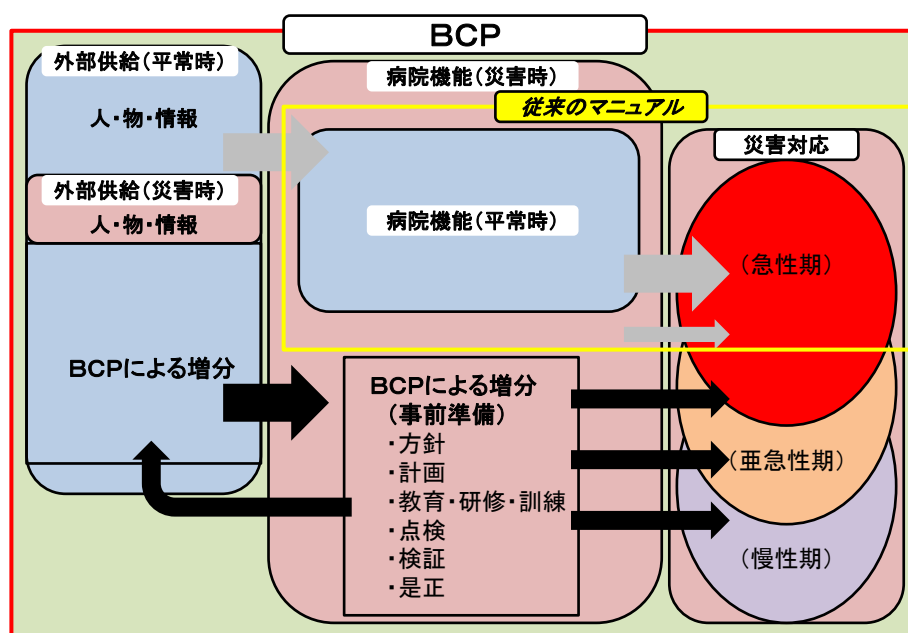 BCP
外部供給(平常時)
人・物・情報
外部供給(災害時)
人・物・情報
BCPによる増分
病院機能(災害時)
従来のマニュアル
病院機能(平常時)
BCPによる増分
(事前準備)
・方針
・計画
・教育・研修・訓練
・点検
・検証
・是正
災害対応
(急性期)
(亜急性期)
(慢性期)